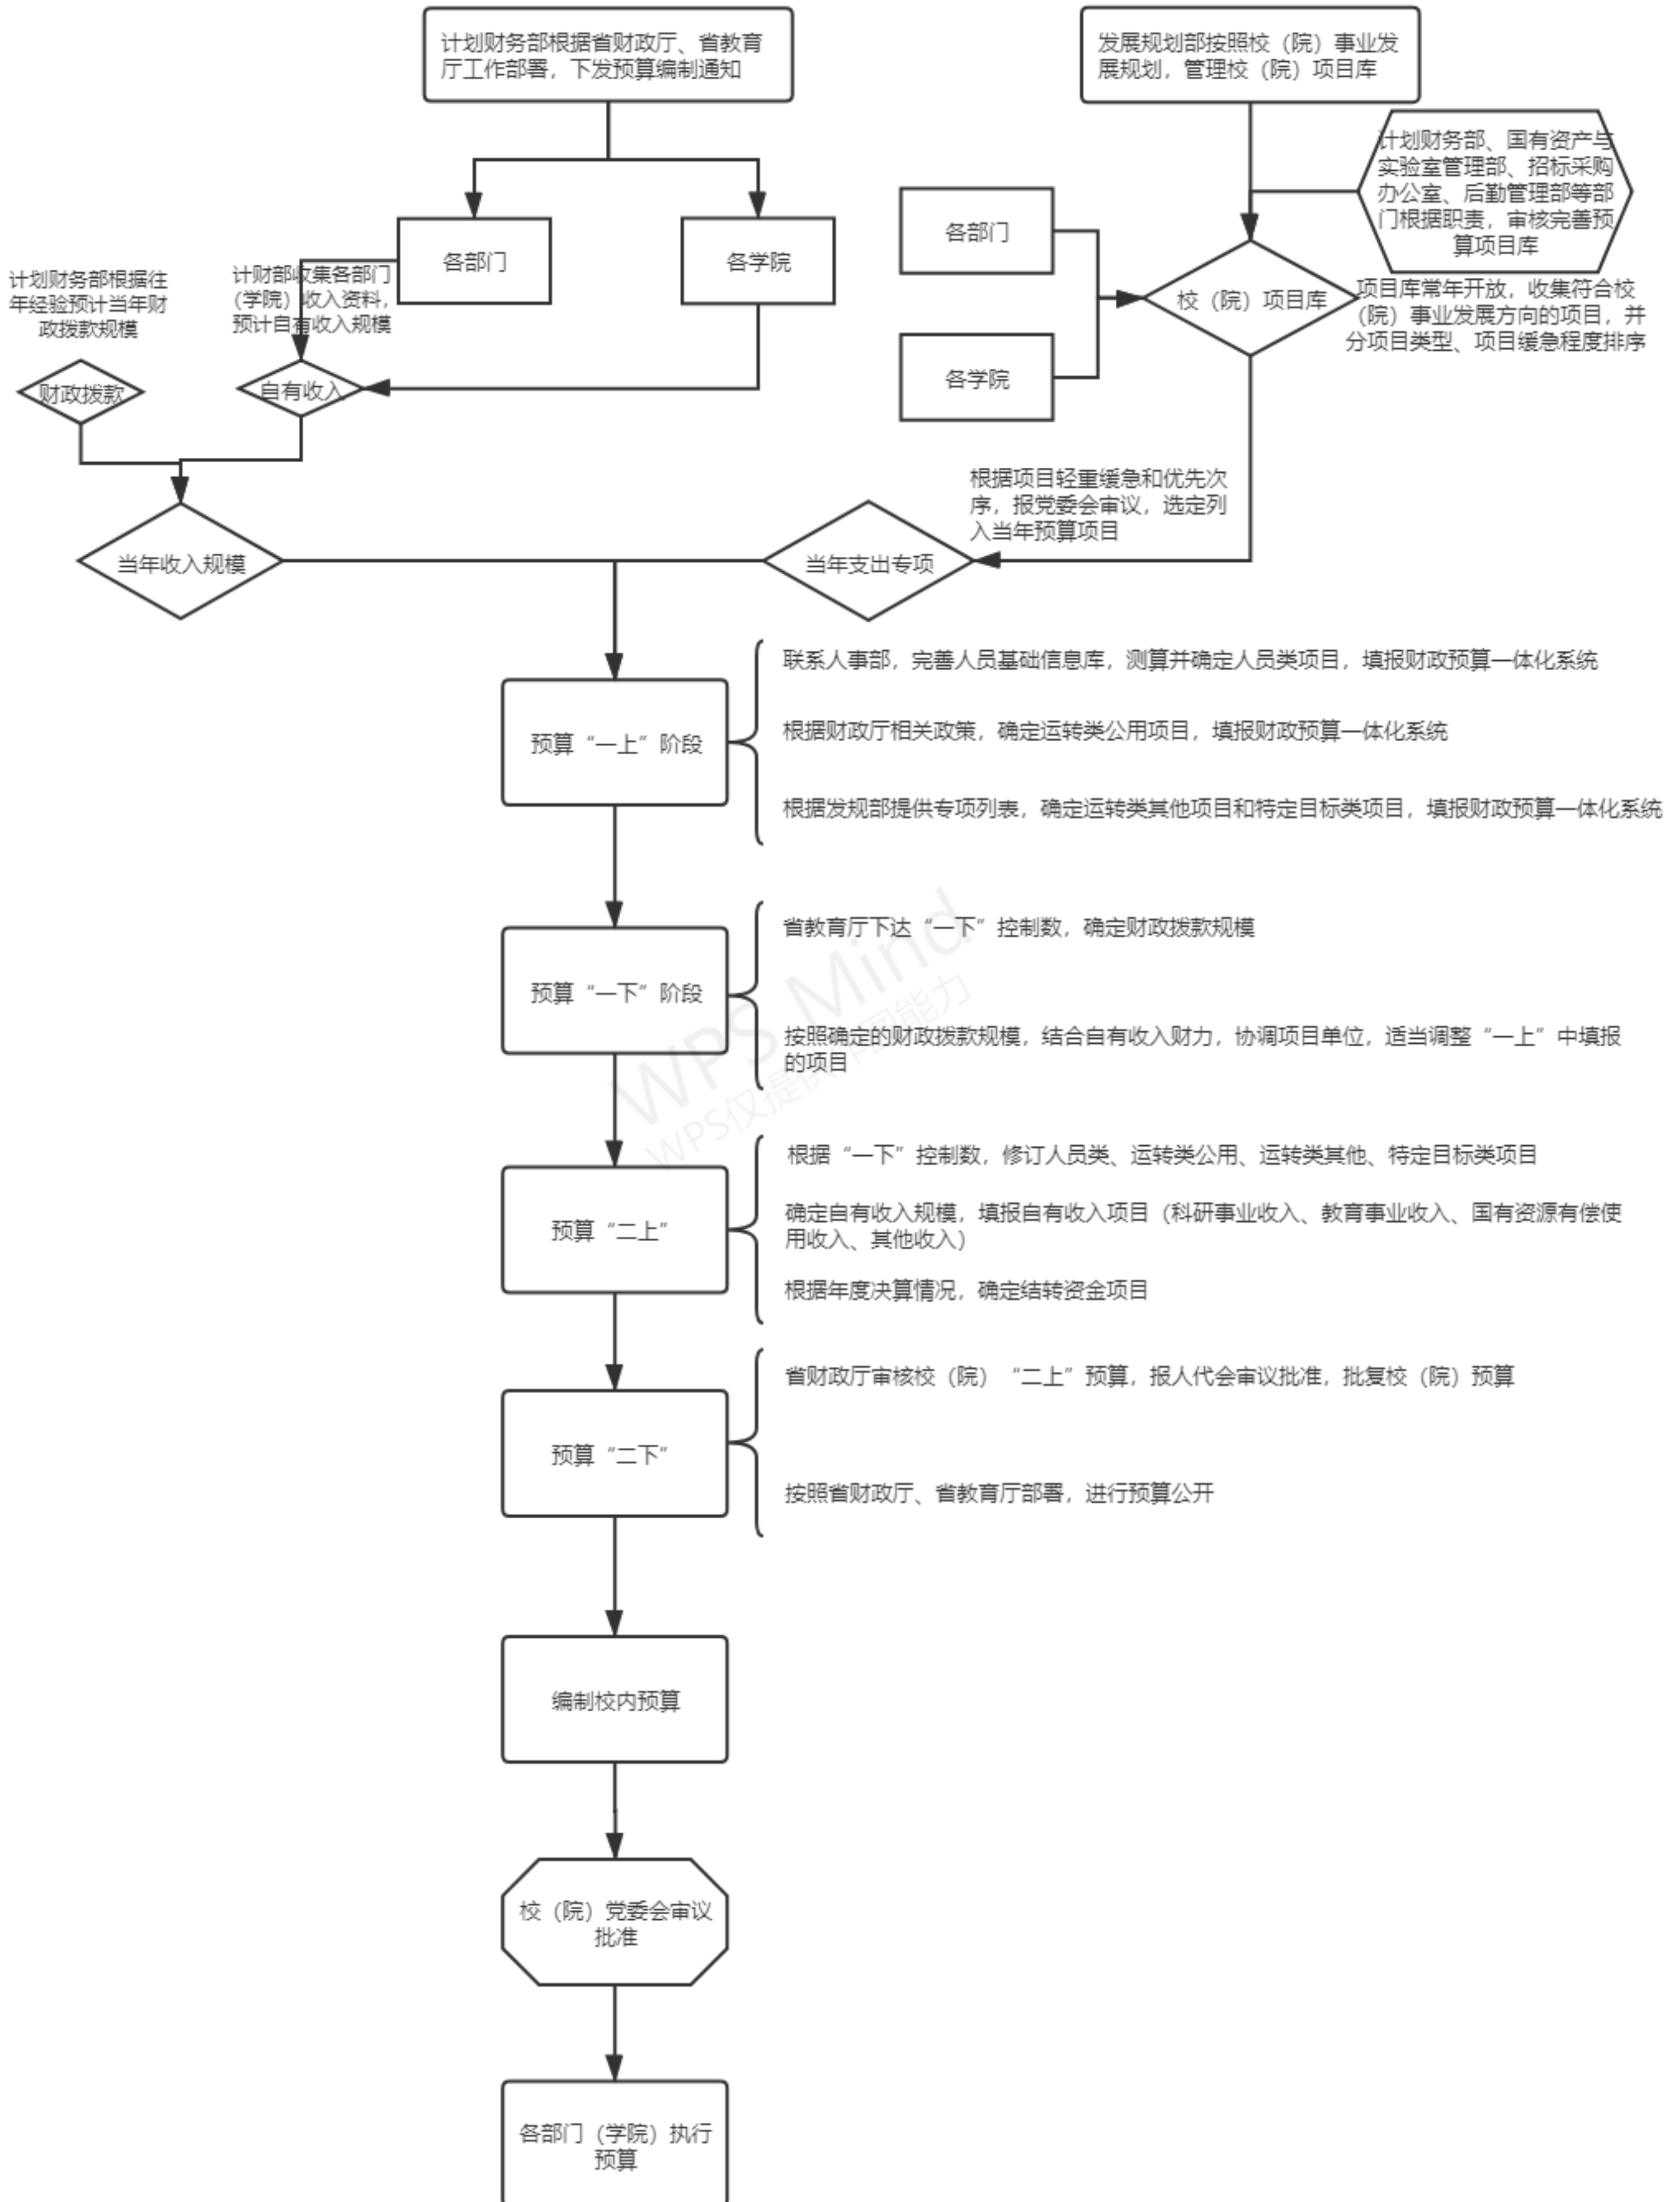 计划财务部根据省财政厅、省教育
厅工作部署，下发预算编制通知
发展规划部按照校（院）事业发
展规划，管理校（院）项目库
计划财务部、国有资产与
实验室管理部、招标采购
办公室、后勤管理部等部
门根据职责，审核完善预
算项目库
各部门
各学院
各部门
各学院
校（院）项目库
项目库常年开放，收集符合校
（院）事业发展方向的项目，并
分项目类型、项目缓急程度排序
计划财务部根据往
年经验预计当年财
政拨款规模
计财部收集各部门
（学院）收入资料，
预计自有收入规模
财政拨款
自有收入
根据项目轻重缓急和优先次
序，报党委会审议，选定列
入当年预算项目
当年收入规模
当年支出专项
预算“一上”阶段
联系人事部，完善人员基础信息库，测算并确定人员类项目，填报财政预算一体化系统
根据财政厅相关政策，确定运转类公用项目，填报财政预算一体化系统
根据发规部提供专项列表，确定运转类其他项目和特定目标类项目，填报财政预算一体化系统
预算“一下”阶段
省教育厅下达“一下”控制数，确定财政拨款规模
按照确定的财政拨款规模，结合自有收入财力，协调项目单位，适当调整“一上”中填报
的项目
WPS Mind
WPS仅提供作图能力
预算“二上”
根据“一下”控制数，修订人员类、运转类公用、运转类其他、特定目标类项目
确定自有收入规模，填报自有收入项目（科研事业收入、教育事业收入、国有资源有偿使
用收入、其他收入）
根据年度决算情况，确定结转资金项目
预算“二下”
省财政厅审核校（院）“二上”预算，报人代会审议批准，批复校（院）预算
按照省财政厅、省教育厅部署，进行预算公开
编制校内预算
校（院）党委会审议
批准
各部门（学院）执行
预算